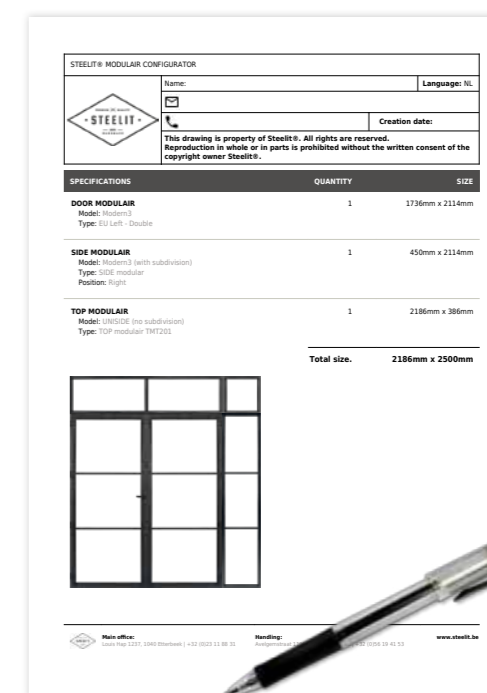 STEELIT® MODULAIR CONFIGURATOR
STEELIT
Name:
Language: NL
Creation date:
This drawing is property of Steelit®. All rights are reserved.
Reproduction in whole or in parts is prohibited without the written consent of the
copyright owner Steelit®.
SPECIFICATIONS QUANTITY SIZE
DOOR MODULAIR 1 1736mm x 2114mm
Model: Modern3
Type: EU Left - Double
SIDE MODULAIR 1 450mm x 2114mm
Model: Modern3 (with subdivision)
Type: SIDE modular
Position: Right
TOP MODULAIR 1 2186mm x 386mm
Model: UNISIDE (no subdivision)
Type: TOP modulair TMT201
Total size. 2186mm x 2500mm
Main office: Handling: www.steelit.be